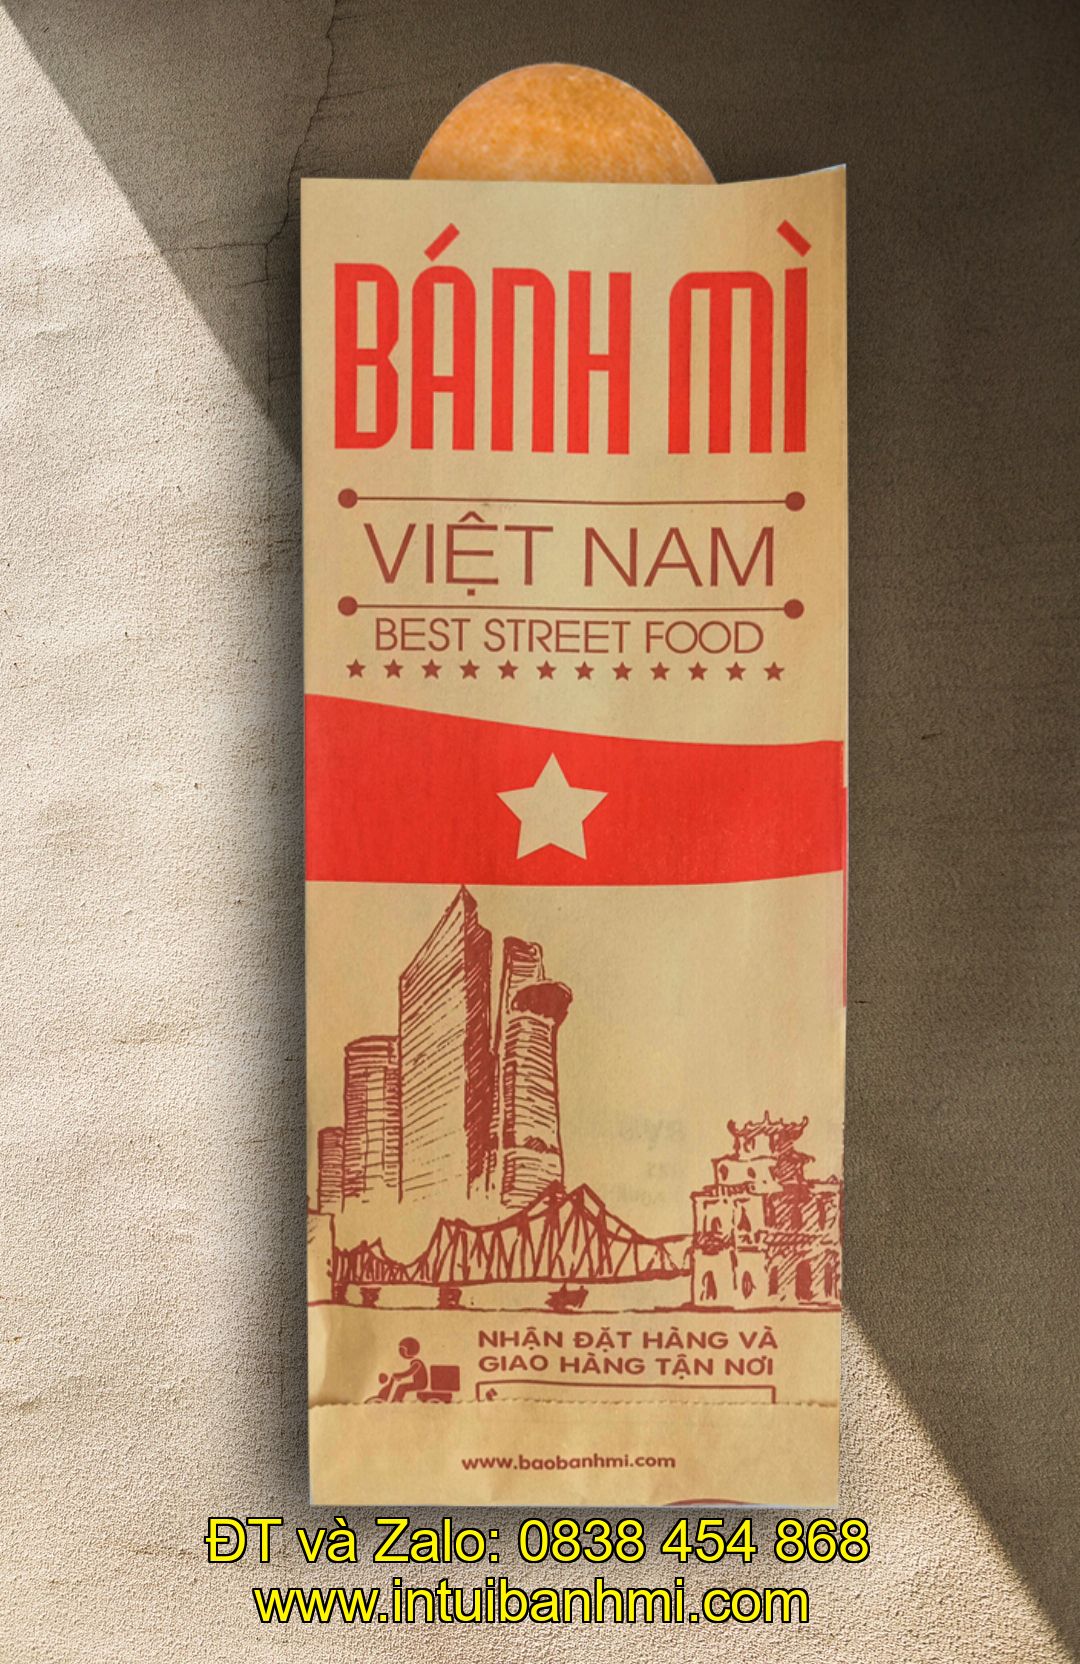 BÁNH MÌ
VIỆT NAM
BEST STREET FOOD
NHẬN ĐẶT HÀNG VÀ
GIAO HÀNG TẬN NƠI
www.baobanhmi.com
ĐT và Zalo: 0838 454 868
www.intuibanhmi.com